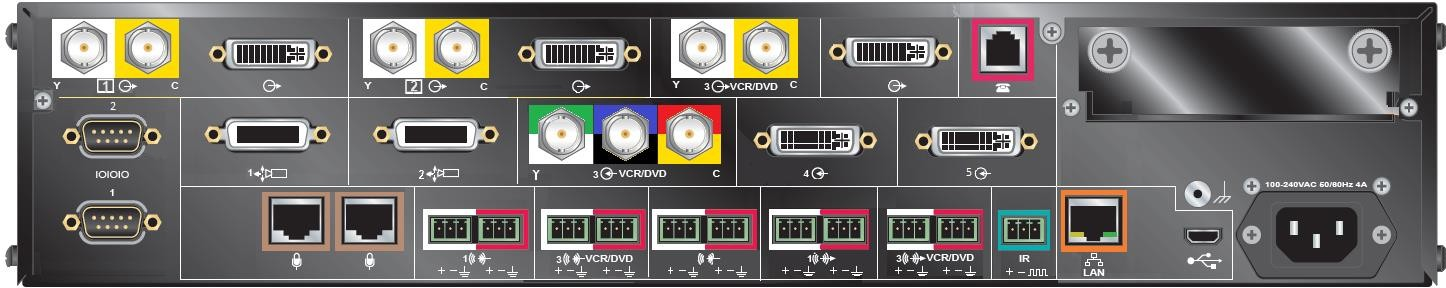 Y 1 C
Y 2 C
Y 3 VCR/DVD C
2
IOIOIO
1
1
2
Y 3 VCR/DVD C
4
5
100-240VAC 50/60Hz 4A
1
+ - + -
3 VCR/DVD
+ - + -
+ - + -
1
+ - + -
3 VCR/DVD
+ - + -
IR
+ -
LAN